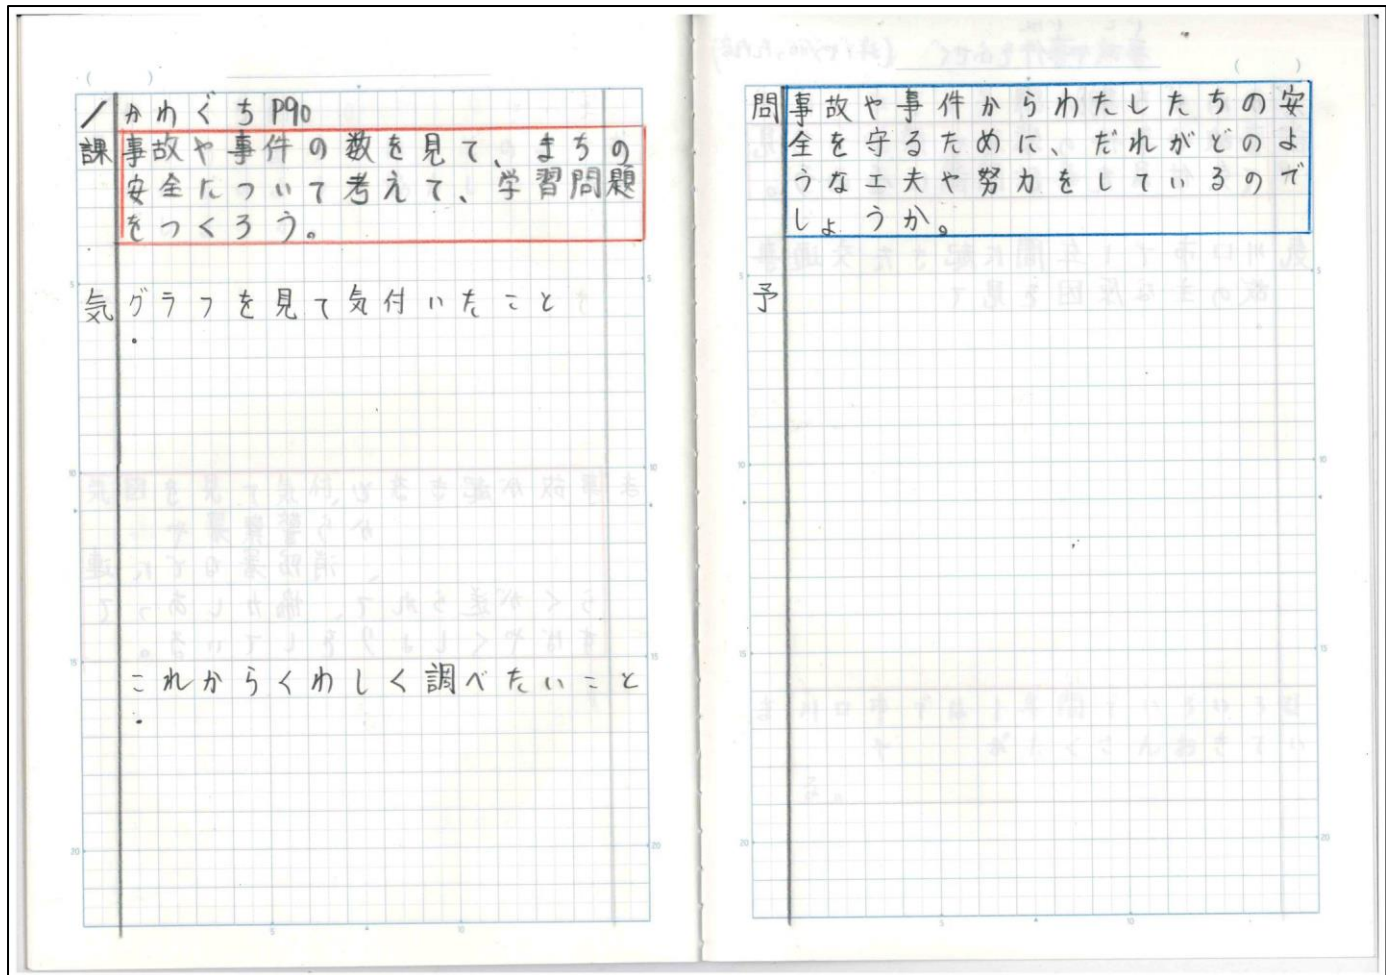 / かわぐち P90
課 事故や事件の数を見て、まちの
安全について考えて、学習問題
をつくろう。
気 グラフを見て気付いたこと
・
これからくわしく調べたいこと
・
問 事故や事件からわたしたちの安
全を守るために、だれがどのよ
うな工夫や努力をしているので
しょうか。
予